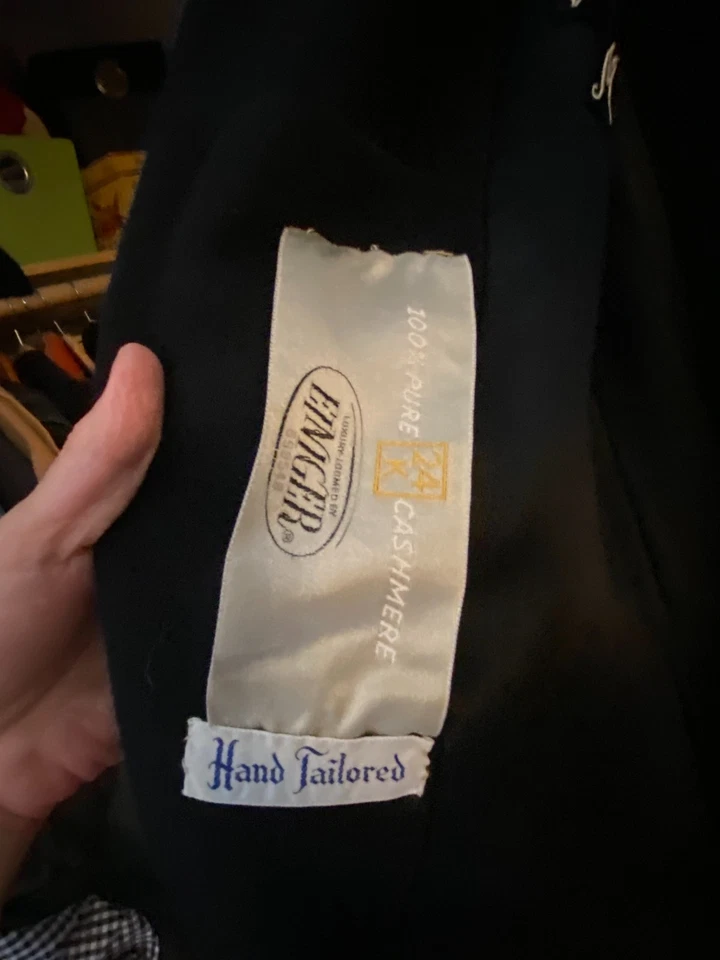 100% PURE 24 K CASHMERE
LUXURY-LOOMED BY
EINIGER
®
Hand Tailored